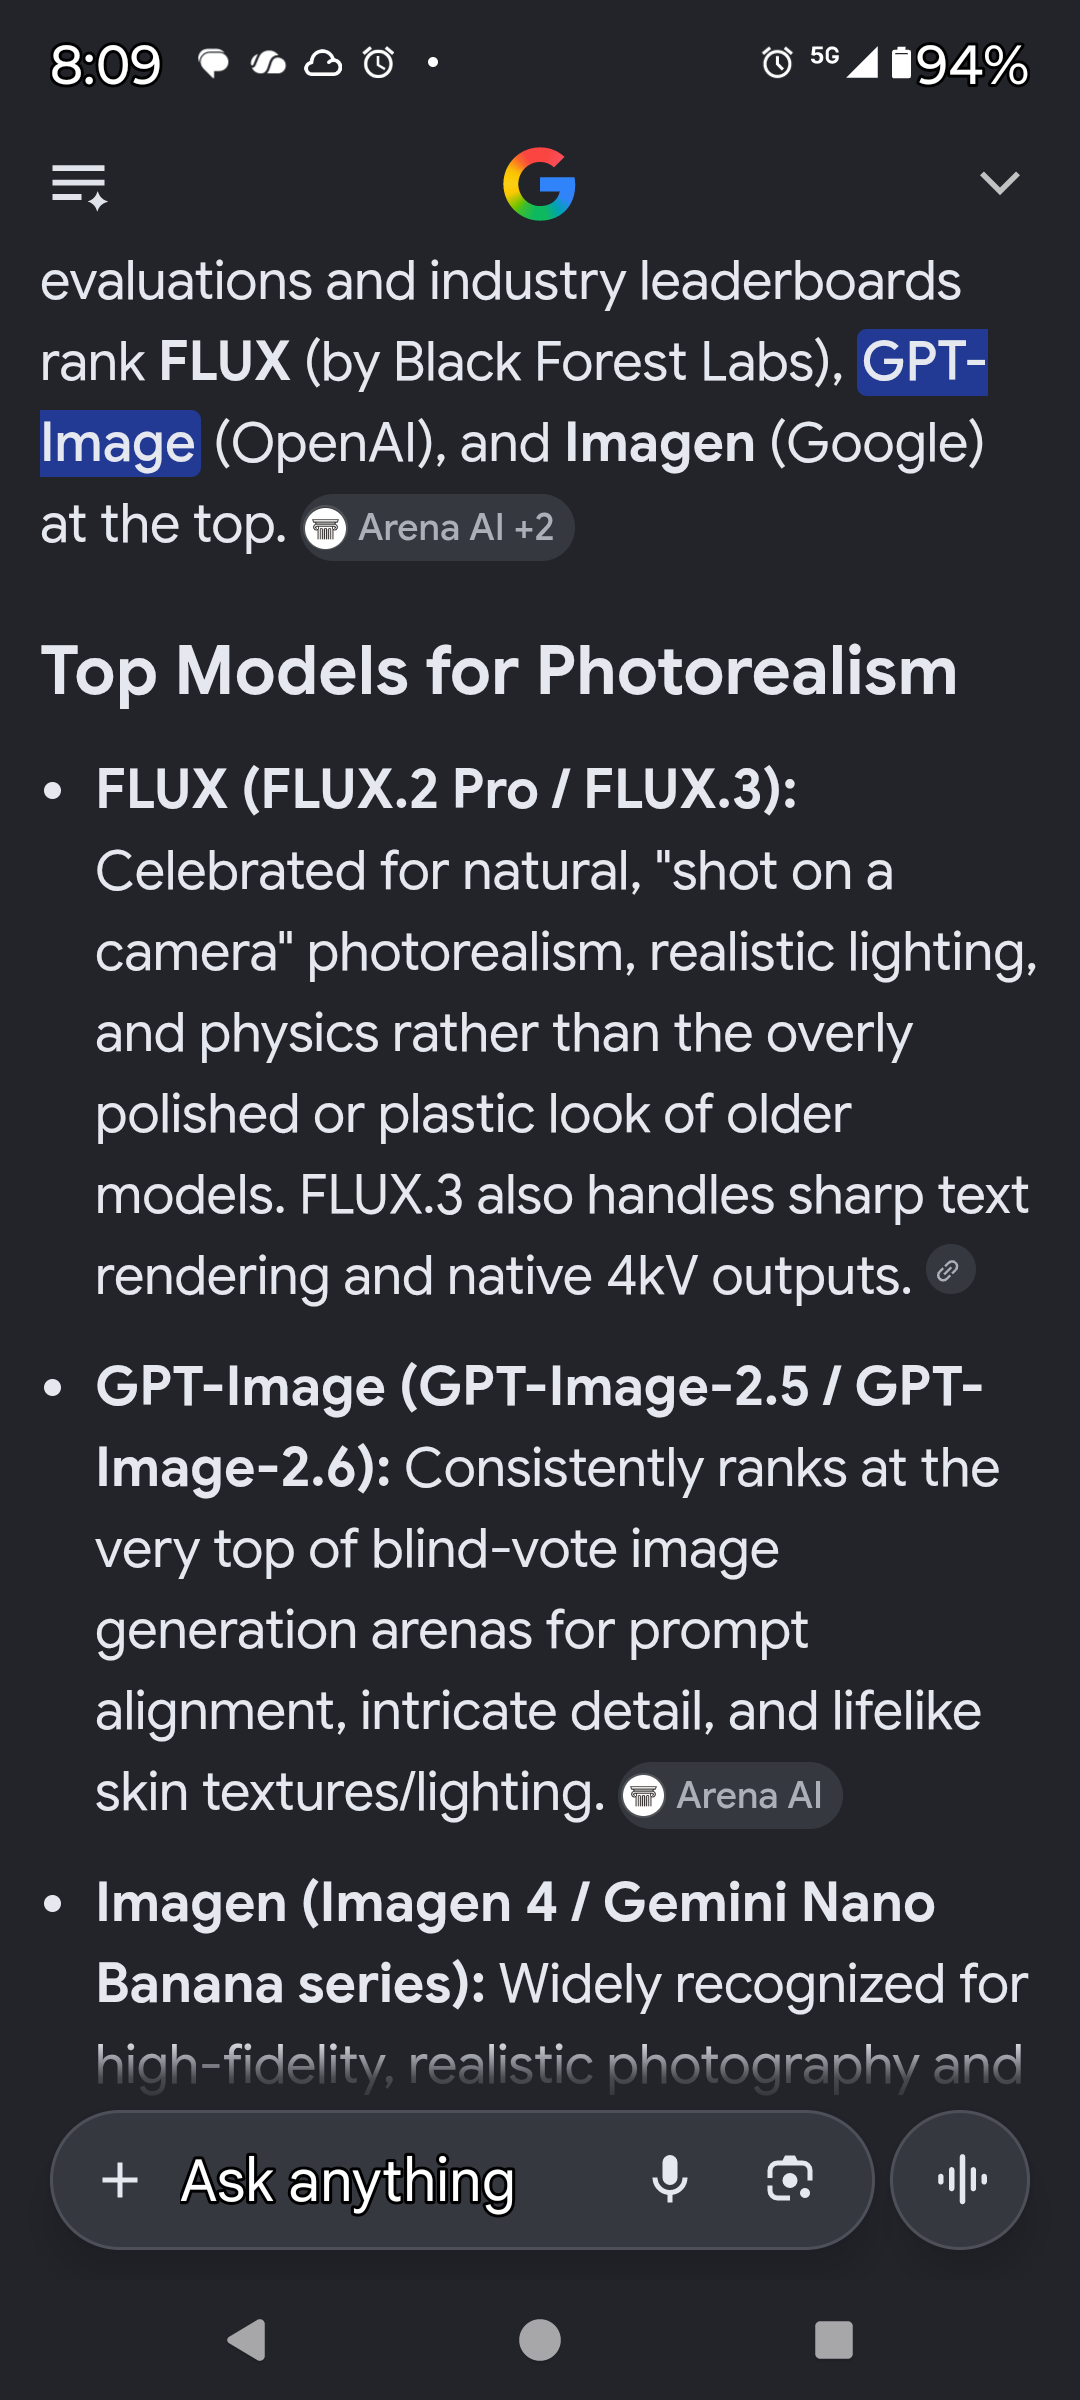 8:09
5G
94%
evaluations and industry leaderboards
rank FLUX (by Black Forest Labs), GPT-
Image (OpenAI), and Imagen (Google)
at the top. Arena AI +2
Top Models for Photorealism
• FLUX (FLUX.2 Pro / FLUX.3):
Celebrated for natural, "shot on a
camera" photorealism, realistic lighting,
and physics rather than the overly
polished or plastic look of older
models. FLUX.3 also handles sharp text
rendering and native 4kV outputs.
• GPT-Image (GPT-Image-2.5 / GPT-
Image-2.6): Consistently ranks at the
very top of blind-vote image
generation arenas for prompt
alignment, intricate detail, and lifelike
skin textures/lighting. Arena AI
• Imagen (Imagen 4 / Gemini Nano
Banana series): Widely recognized for
high-fidelity, realistic photography and
Ask anything